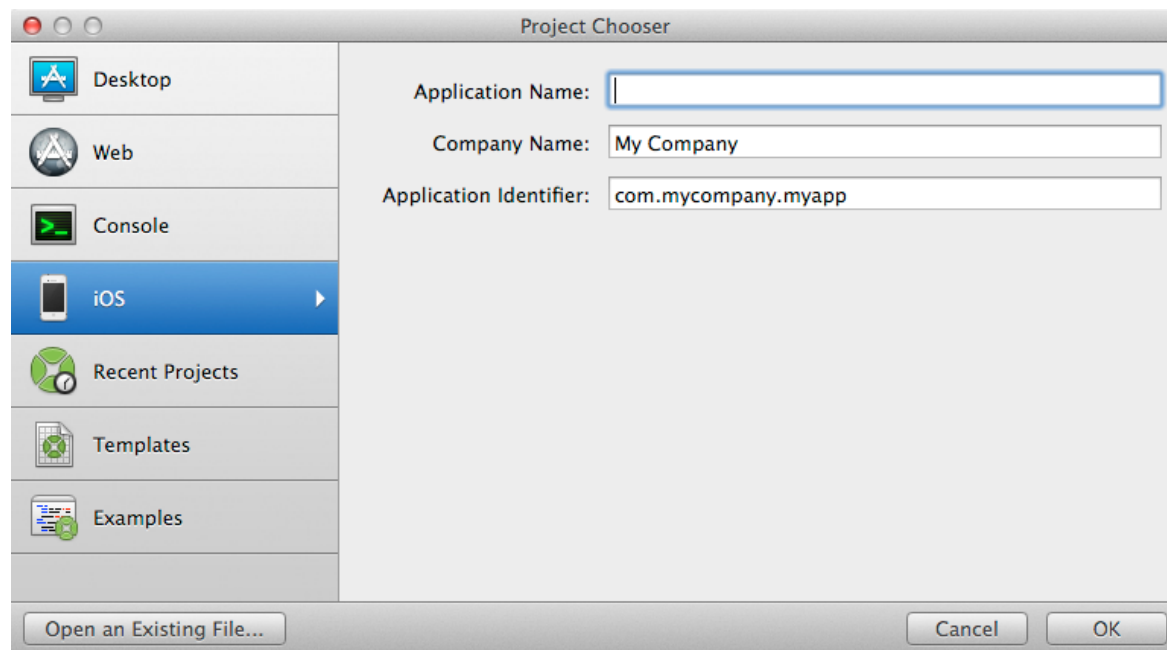 Project Chooser
Desktop
Web
Console
iOS
Recent Projects
Templates
Examples
Application Name:
Company Name: My Company
Application Identifier: com.mycompany.myapp
Open an Existing File... Cancel OK